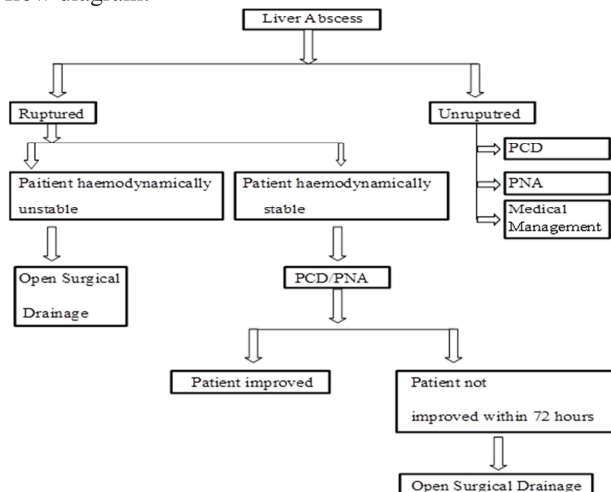 flow diagram.
Liver Abscess
Ruptured
Unruputred
PCD
PNA
Medical
Management
Paitient haemodynamically
unstable
Patient haemodynamically
stable
Open Surgical
Drainage
PCD/PNA
Patient improved
Patient not
improved within 72 hours
Open Surgical Drainage